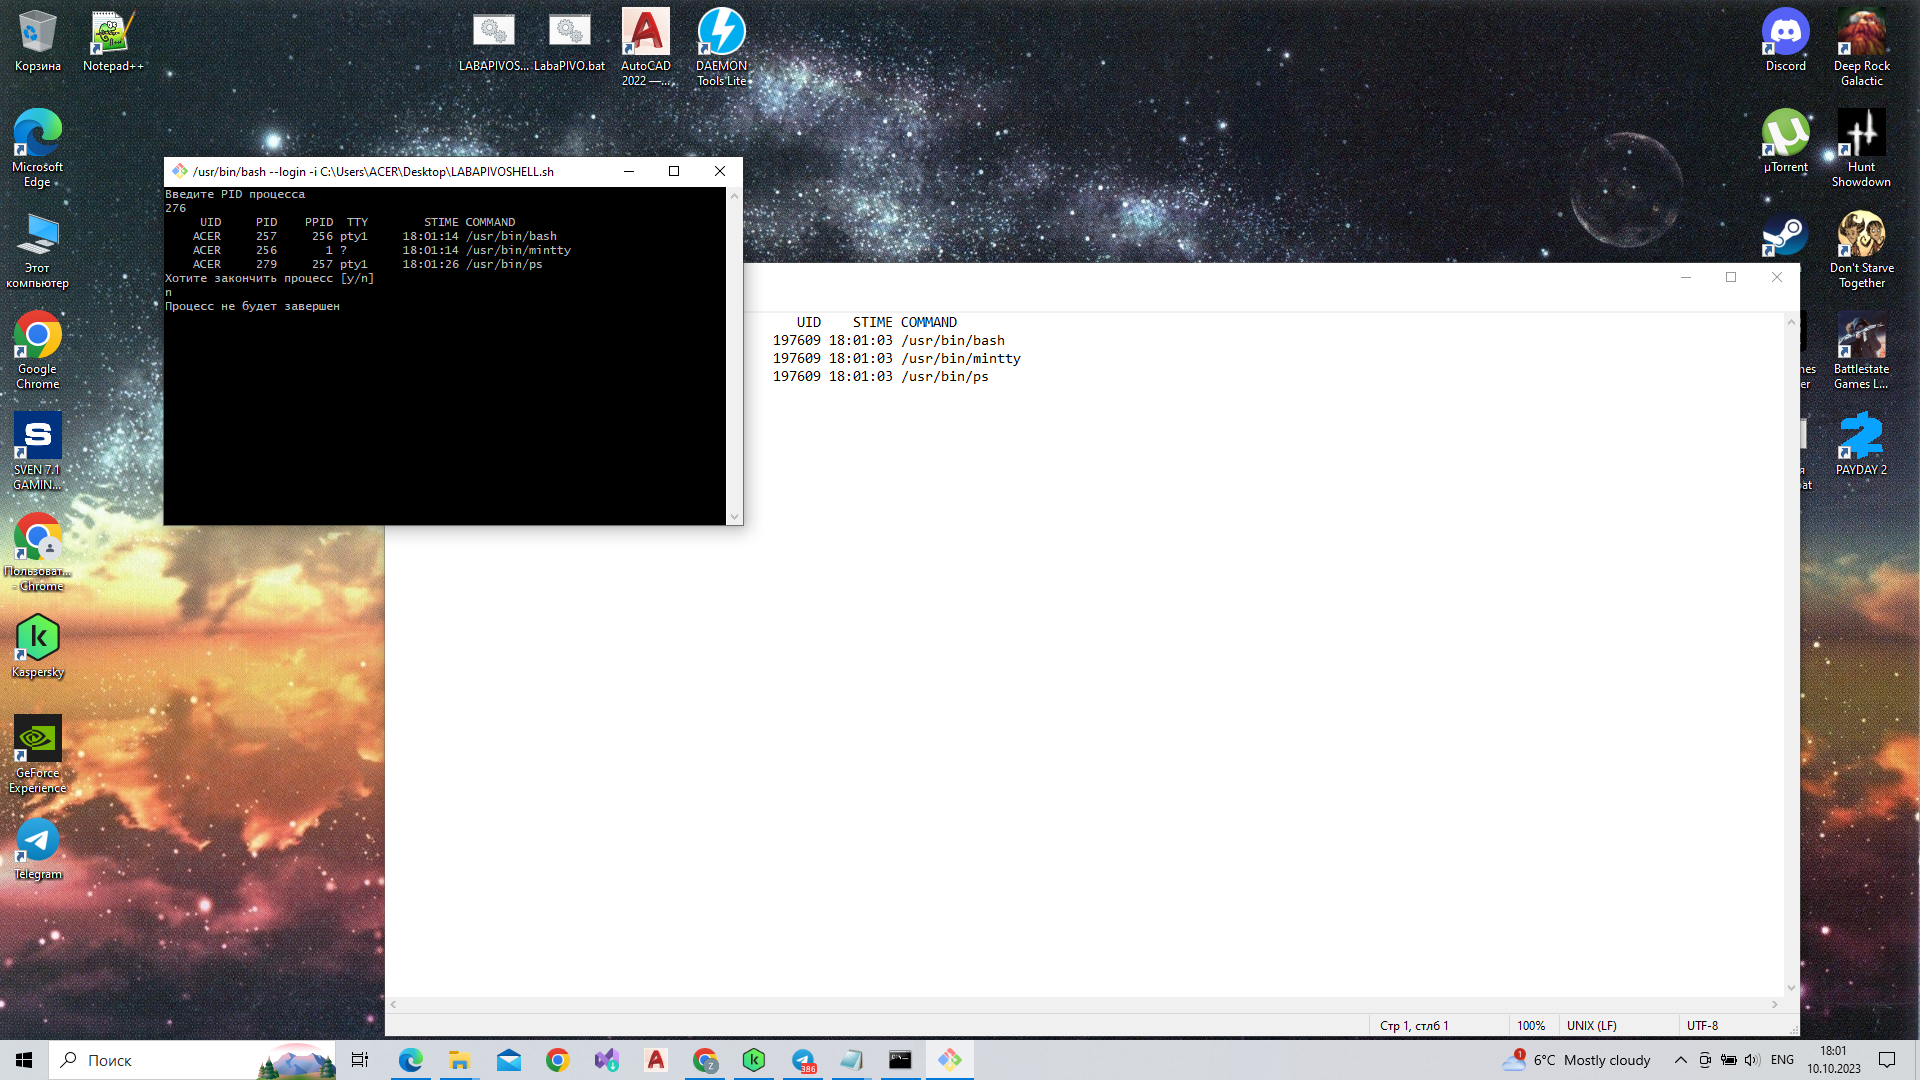 Корзина
Notepad++
LABAPIVOS...
LabaPIVO.bat
AutoCAD
2022 —...
DAEMON
Tools Lite
Discord
Deep Rock
Galactic
Microsoft
Edge
µTorrent
Hunt
Showdown
Этот
компьютер
Don't Starve
Together
Google
Chrome
Battlestate
Games L...
SVEN 7.1
GAMIN...
PAYDAY 2
Пользоват...
- Chrome
Kaspersky
GeForce
Experience
Telegram
/usr/bin/bash --login -i C:\Users\ACER\Desktop\LABAPIVOSHELL.sh
Введите PID процесса
276
UID PID PPID TTY STIME COMMAND
ACER 257 256 pty1 18:01:14 /usr/bin/bash
ACER 256 1 ? 18:01:14 /usr/bin/mintty
ACER 279 257 pty1 18:01:26 /usr/bin/ps
Хотите закончить процесс [y/n]
n
Процесс не будет завершен
UID STIME COMMAND
197609 18:01:03 /usr/bin/bash
197609 18:01:03 /usr/bin/mintty
197609 18:01:03 /usr/bin/ps
Стр 1, стлб 1
100%
UNIX (LF)
UTF-8
Поиск
386
1
6°C Mostly cloudy
ENG
18:01
10.10.2023